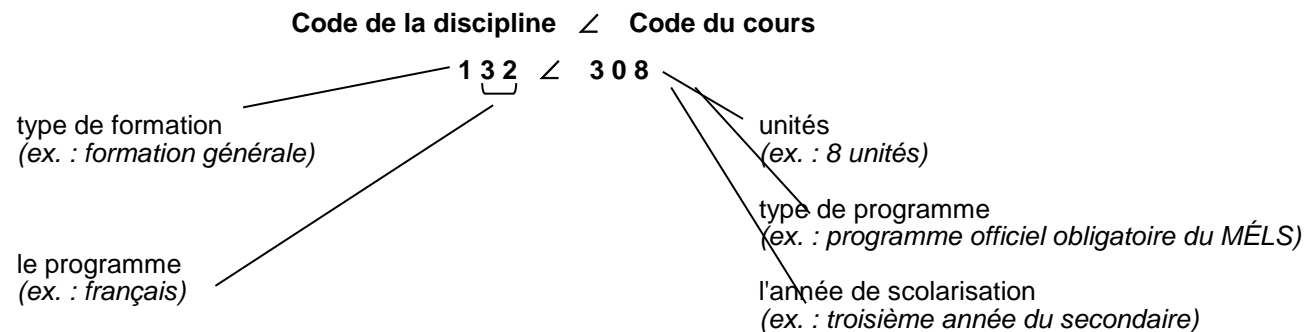 Code de la discipline ∠ Code du cours
1 3 2 ∠ 3 0 8
type de formation
(ex. : formation générale)
le programme
(ex. : français)
unités
(ex. : 8 unités)
type de programme
(ex. : programme officiel obligatoire du MÉLS)
l'année de scolarisation
(ex. : troisième année du secondaire)